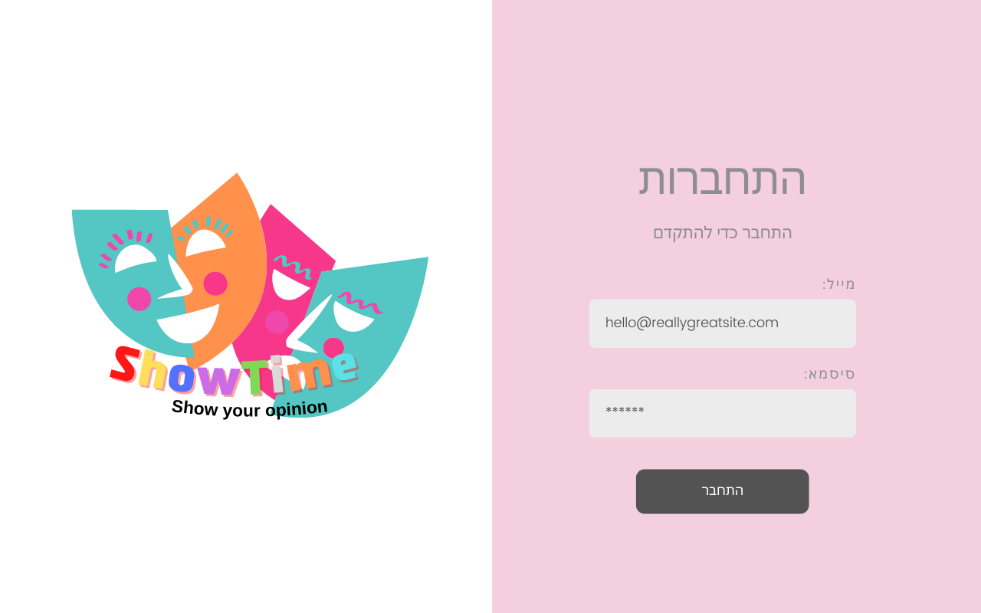 ShowTime
Show your opinion
התחברות
התחבר כדי להתקדם
מייל:
hello@reallygreatsite.com
סיסמא:
******
התחבר